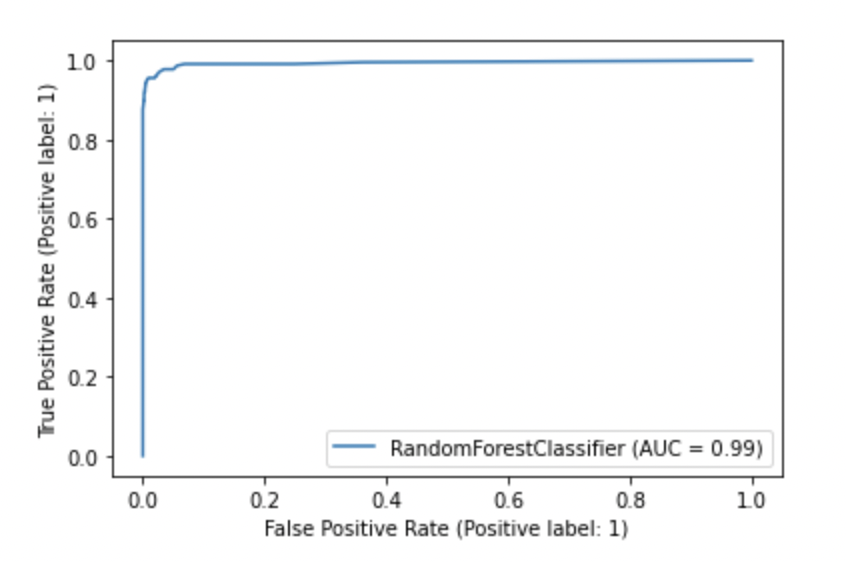 True Positive Rate (Positive label: 1)
1.0
0.8
0.6
0.4
0.2
0.0
RandomForestClassifier (AUC = 0.99)
0.0 0.2 0.4 0.6 0.8 1.0
False Positive Rate (Positive label: 1)